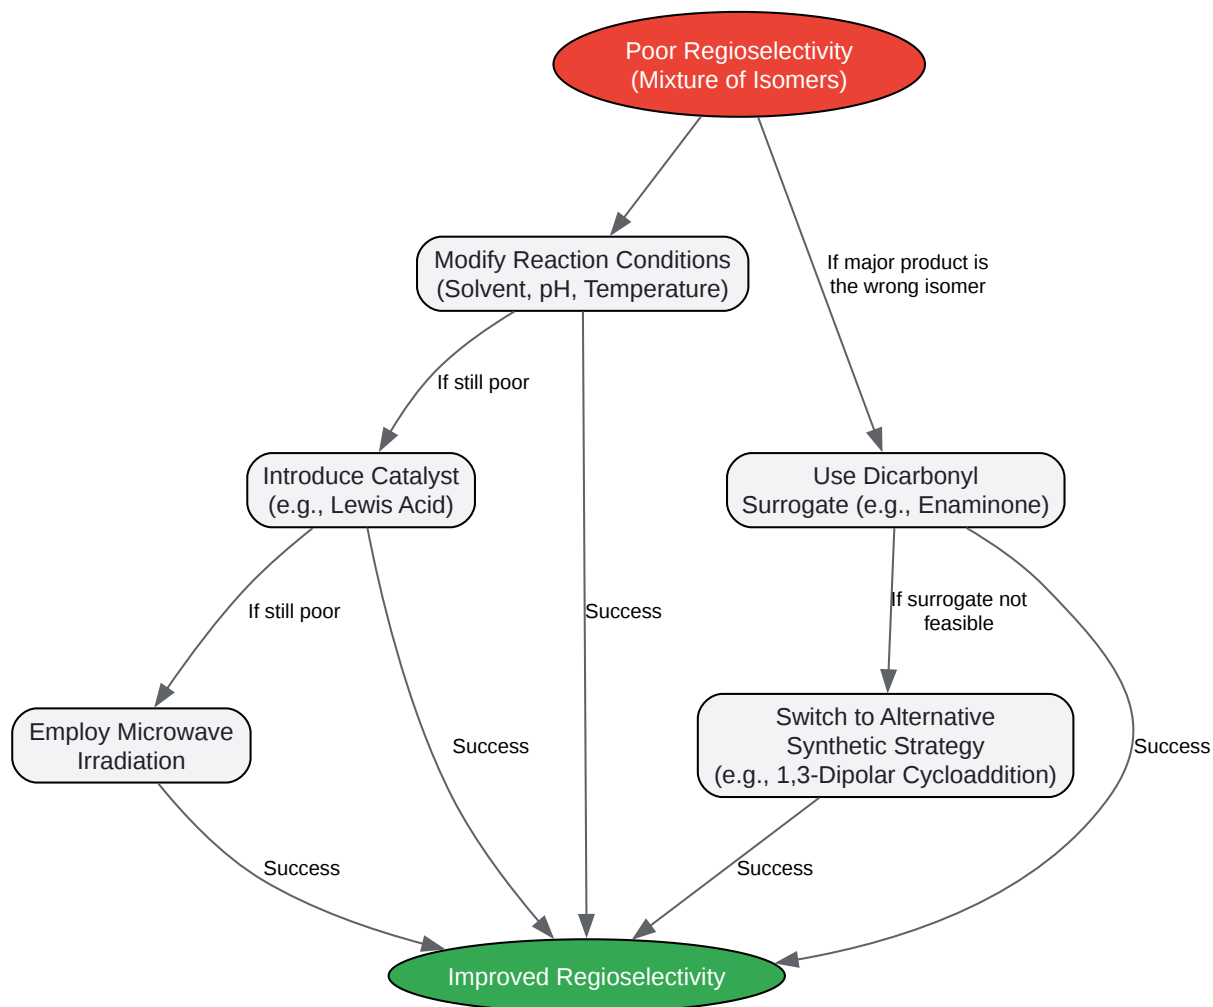 Poor Regioselectivity
(Mixture of Isomers)
Modify Reaction Conditions
(Solvent, pH, Temperature)
If major product is
the wrong isomer
If still poor
Introduce Catalyst
(e.g., Lewis Acid)
Use Dicarbonyl
Surrogate (e.g., Enaminone)
If still poor
Success
If surrogate not
feasible
Employ Microwave
Irradiation
Success
Switch to Alternative
Synthetic Strategy
(e.g., 1,3-Dipolar Cycloaddition)
Success
Success
Success
Improved Regioselectivity